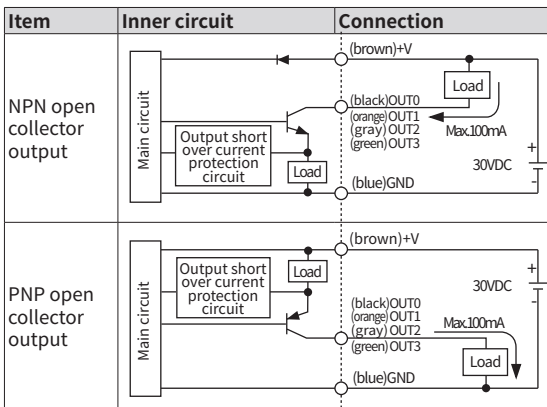 Item
Inner circuit
Connection
NPN open
collector
output
Main circuit
Output short
over current
protection
circuit
Load
(brown)+V
(black)OUT0
(orange)OUT1
(gray)OUT2
(green)OUT3
Load
Max.100mA
30VDC
+
-
(blue)GND
PNP open
collector
output
Main circuit
Output short
over current
protection
circuit
Load
(brown)+V
(black)OUT0
(orange)OUT1
(gray)OUT2
(green)OUT3
Max.100mA
Load
30VDC
+
-
(blue)GND